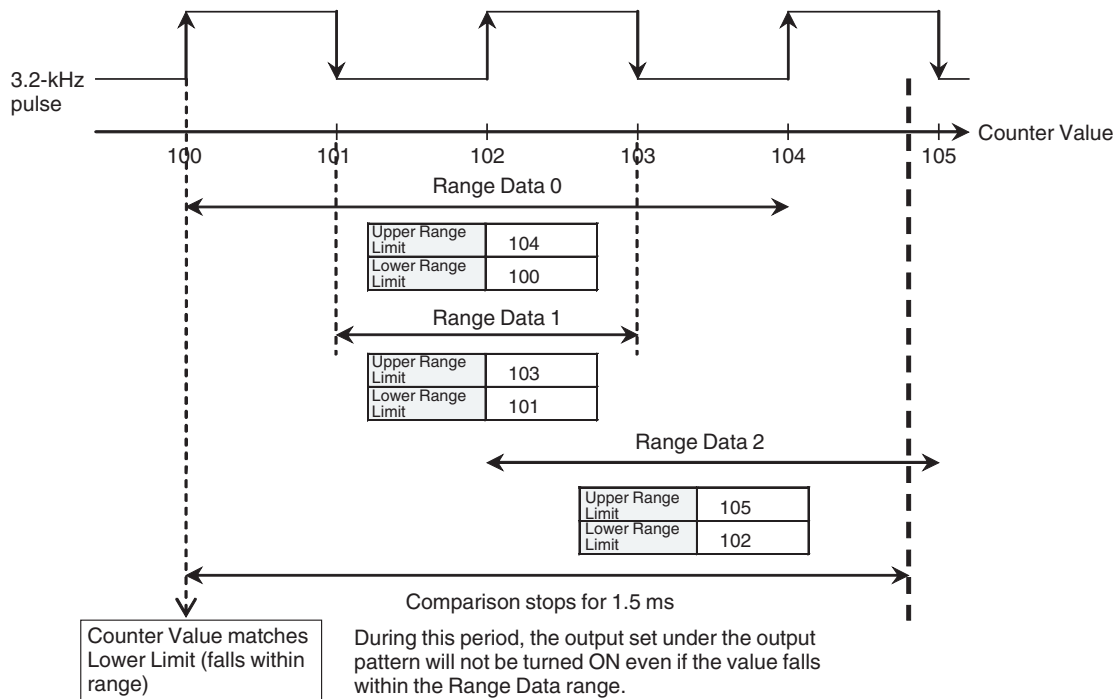 3.2-kHz
pulse
Counter Value
100 101 102 103 104 105
Range Data 0
Upper Range
Limit
104
Lower Range
Limit
100
Range Data 1
Upper Range
Limit
103
Lower Range
Limit
101
Range Data 2
Upper Range
Limit
105
Lower Range
Limit
102
Comparison stops for 1.5 ms
Counter Value matches
Lower Limit (falls within
range)
During this period, the output set under the output
pattern will not be turned ON even if the value falls
within the Range Data range.